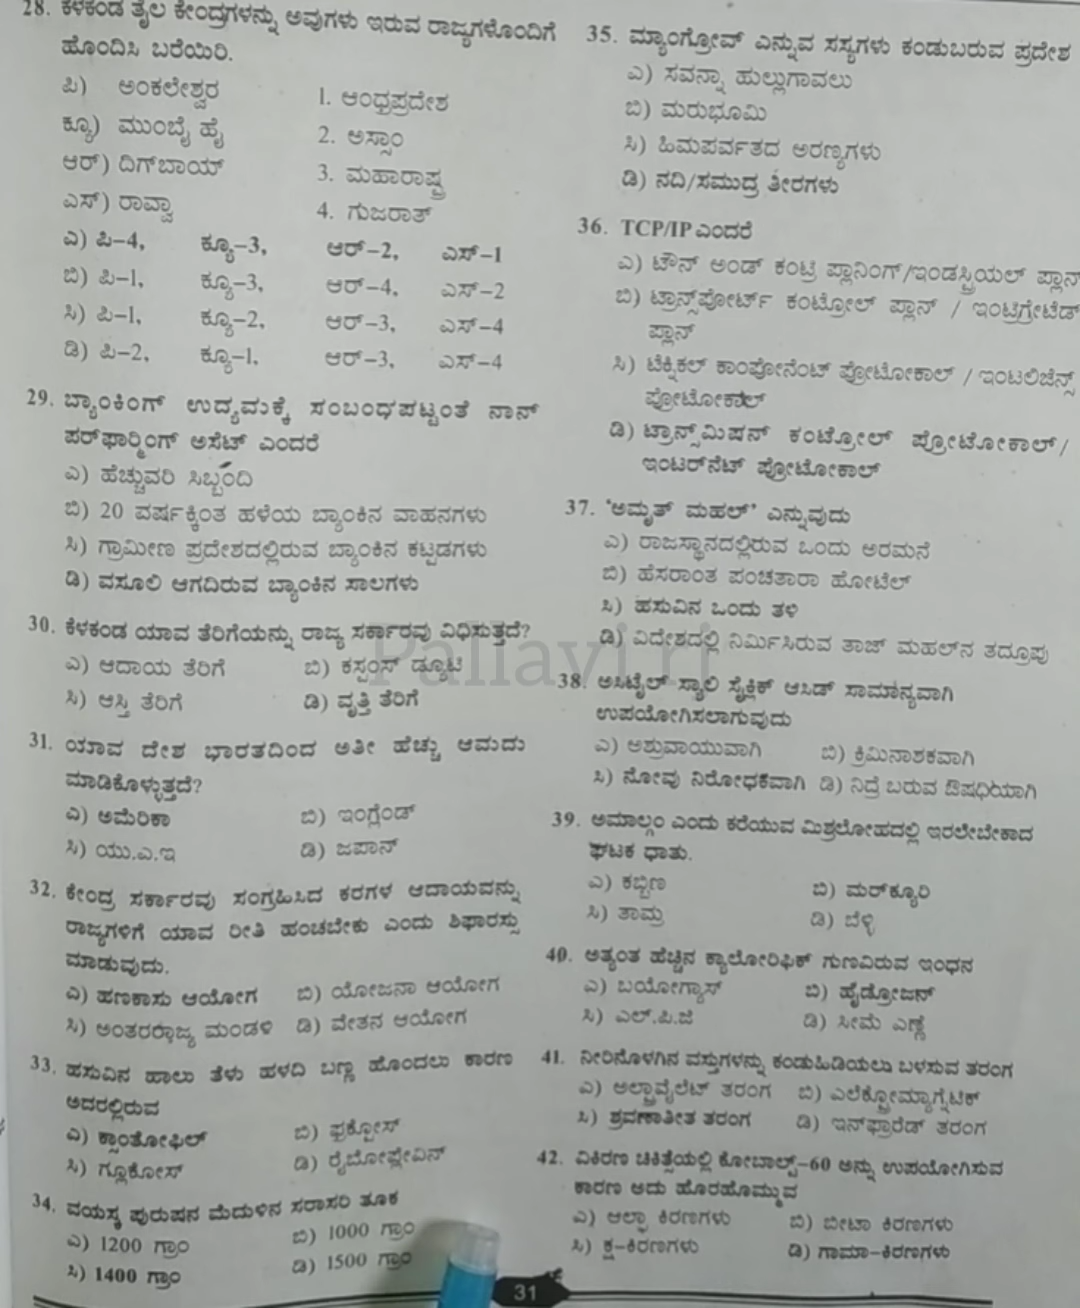 28. ಕೆಳಕಂಡ ತೈಲ ಕೇಂದ್ರಗಳನ್ನು ಅವುಗಳು ಇರುವ ರಾಜ್ಯಗಳೊಂದಿಗೆ
ಹೊಂದಿಸಿ ಬರೆಯಿರಿ.
ಪಿ) ಅಂಕಲೇಶ್ವರ 1. ಆಂಧ್ರಪ್ರದೇಶ
ಕ್ಯೂ) ಮುಂಬೈ ಹೈ 2. ಅಸ್ಸಾಂ
ಆರ್) ದಿಗ್‌ಬಾಯ್ 3. ಮಹಾರಾಷ್ಟ್ರ
ಎಸ್) ರಾವ್ವಾ 4. ಗುಜರಾತ್
ಎ) ಪಿ-4, ಕ್ಯೂ-3, ಆರ್-2, ಎಸ್-1
ಬಿ) ಪಿ-1, ಕ್ಯೂ-3, ಆರ್-4, ಎಸ್-2
ಸಿ) ಪಿ-1, ಕ್ಯೂ-2, ಆರ್-3, ಎಸ್-4
ಡಿ) ಪಿ-2, ಕ್ಯೂ-1, ಆರ್-3, ಎಸ್-4
29. ಬ್ಯಾಂಕಿಂಗ್ ಉದ್ಯಮಕ್ಕೆ ಸಂಬಂಧಪಟ್ಟಂತೆ ನಾನ್
ಪರ್‌ಫಾರ್ಮಿಂಗ್ ಅಸೆಟ್ ಎಂದರೆ
ಎ) ಹೆಚ್ಚುವರಿ ಸಿಬ್ಬಂದಿ
ಬಿ) 20 ವರ್ಷಕ್ಕಿಂತ ಹಳೆಯ ಬ್ಯಾಂಕಿನ ವಾಹನಗಳು
ಸಿ) ಗ್ರಾಮೀಣ ಪ್ರದೇಶದಲ್ಲಿರುವ ಬ್ಯಾಂಕಿನ ಕಟ್ಟಡಗಳು
ಡಿ) ವಸೂಲಿ ಆಗದಿರುವ ಬ್ಯಾಂಕಿನ ಸಾಲಗಳು
30. ಕೆಳಕಂಡ ಯಾವ ತೆರಿಗೆಯನ್ನು ರಾಜ್ಯ ಸರ್ಕಾರವು ವಿಧಿಸುತ್ತದೆ?
ಎ) ಆದಾಯ ತೆರಿಗೆ ಬಿ) ಕಸ್ಟಂಸ್ ಡ್ಯೂಟಿ
ಸಿ) ಆಸ್ತಿ ತೆರಿಗೆ ಡಿ) ವೃತ್ತಿ ತೆರಿಗೆ
31. ಯಾವ ದೇಶ ಭಾರತದಿಂದ ಅತೀ ಹೆಚ್ಚು ಆಮದು
ಮಾಡಿಕೊಳ್ಳುತ್ತದೆ?
ಎ) ಅಮೆರಿಕಾ ಬಿ) ಇಂಗ್ಲೆಂಡ್
ಸಿ) ಯು.ಎ.ಇ ಡಿ) ಜಪಾನ್
32. ಕೇಂದ್ರ ಸರ್ಕಾರವು ಸಂಗ್ರಹಿಸಿದ ಕರಗಳ ಆದಾಯವನ್ನು
ರಾಜ್ಯಗಳಿಗೆ ಯಾವ ರೀತಿ ಹಂಚಬೇಕು ಎಂದು ಶಿಫಾರಸ್ಸು
ಮಾಡುವುದು.
ಎ) ಹಣಕಾಸು ಆಯೋಗ ಬಿ) ಯೋಜನಾ ಆಯೋಗ
ಸಿ) ಅಂತರರಾಜ್ಯ ಮಂಡಳಿ ಡಿ) ವೇತನ ಆಯೋಗ
33. ಹಸುವಿನ ಹಾಲು ತೆಳು ಹಳದಿ ಬಣ್ಣ ಹೊಂದಲು ಕಾರಣ
ಅದರಲ್ಲಿರುವ
ಎ) ಕ್ಸಾಂತೋಫಿಲ್ ಬಿ) ಫ್ರಕ್ಟೋಸ್
ಸಿ) ಗ್ಲೂಕೋಸ್ ಡಿ) ರೈಬೋಫ್ಲೇವಿನ್
34. ವಯಸ್ಕ ಪುರುಷನ ಮೆದುಳಿನ ಸರಾಸರಿ ತೂಕ
ಎ) 1200 ಗ್ರಾಂ ಬಿ) 1000 ಗ್ರಾಂ
ಸಿ) 1400 ಗ್ರಾಂ ಡಿ) 1500 ಗ್ರಾಂ
35. ಮ್ಯಾಂಗ್ರೋವ್ ಎನ್ನುವ ಸಸ್ಯಗಳು ಕಂಡುಬರುವ ಪ್ರದೇಶ
ಎ) ಸವನ್ನಾ ಹುಲ್ಲುಗಾವಲು
ಬಿ) ಮರುಭೂಮಿ
ಸಿ) ಹಿಮಪರ್ವತದ ಅರಣ್ಯಗಳು
ಡಿ) ನದಿ/ಸಮುದ್ರ ತೀರಗಳು
36. TCP/IP ಎಂದರೆ
ಎ) ಟೌನ್ ಅಂಡ್ ಕಂಟ್ರಿ ಪ್ಲಾನಿಂಗ್/ಇಂಡಸ್ಟ್ರಿಯಲ್ ಪ್ಲಾನ್
ಬಿ) ಟ್ರಾನ್ಸ್‌ಪೋರ್ಟ್ ಕಂಟ್ರೋಲ್ ಪ್ಲಾನ್ / ಇಂಟ್ರಿಗ್ರೇಟೆಡ್
ಪ್ಲಾನ್
ಸಿ) ಟೆಕ್ನಿಕಲ್ ಕಾಂಪೋನೆಂಟ್ ಪ್ರೋಟೋಕಾಲ್ / ಇಂಟಲಿಜೆನ್ಸ್
ಪ್ರೋಟೋಕಾಲ್
ಡಿ) ಟ್ರಾನ್ಸ್‌ಮಿಷನ್ ಕಂಟ್ರೋಲ್ ಪ್ರೋಟೋಕಾಲ್/
ಇಂಟರ್‌ನೆಟ್ ಪ್ರೋಟೋಕಾಲ್
37. 'ಅಮೃತ್ ಮಹಲ್' ಎನ್ನುವುದು
ಎ) ರಾಜಸ್ಥಾನದಲ್ಲಿರುವ ಒಂದು ಅರಮನೆ
ಬಿ) ಹೆಸರಾಂತ ಪಂಚತಾರಾ ಹೋಟೆಲ್
ಸಿ) ಹಸುವಿನ ಒಂದು ತಳಿ
ಡಿ) ವಿದೇಶದಲ್ಲಿ ನಿರ್ಮಿಸಿರುವ ತಾಜ್ ಮಹಲ್‌ನ ತದ್ರೂಪು
38. ಅಸಿಟೈಲ್ ಸ್ಯಾಲಿ ಸೈಕ್ಲಿಕ್ ಆಸಿಡ್ ಸಾಮಾನ್ಯವಾಗಿ
ಉಪಯೋಗಿಸಲಾಗುವುದು
ಎ) ಅಶ್ರುವಾಯುವಾಗಿ ಬಿ) ಕ್ರಿಮಿನಾಶಕವಾಗಿ
ಸಿ) ನೋವು ನಿರೋಧಕವಾಗಿ ಡಿ) ನಿದ್ರೆ ಬರುವ ಔಷಧಿಯಾಗಿ
39. ಅಮಾಲ್ಗಂ ಎಂದು ಕರೆಯುವ ಮಿಶ್ರಲೋಹದಲ್ಲಿ ಇರಲೇಬೇಕಾದ
ಘಟಕ ಧಾತು.
ಎ) ಕಬ್ಬಿಣ ಬಿ) ಮರ್‌ಕ್ಯೂರಿ
ಸಿ) ತಾಮ್ರ ಡಿ) ಬೆಳ್ಳಿ
40. ಅತ್ಯಂತ ಹೆಚ್ಚಿನ ಕ್ಯಾಲೋರಿಫಿಕ್ ಗುಣವಿರುವ ಇಂಧನ
ಎ) ಬಯೋಗ್ಯಾಸ್ ಬಿ) ಹೈಡ್ರೋಜನ್
ಸಿ) ಎಲ್.ಪಿ.ಜಿ ಡಿ) ಸೀಮೆ ಎಣ್ಣೆ
41. ನೀರಿನೊಳಗಿನ ವಸ್ತುಗಳನ್ನು ಕಂಡುಹಿಡಿಯಲು ಬಳಸುವ ತರಂಗ
ಎ) ಅಲ್ಟ್ರಾವೈಲೆಟ್ ತರಂಗ ಬಿ) ಎಲೆಕ್ಟ್ರೋಮ್ಯಾಗ್ನೆಟಿಕ್
ಸಿ) ಶ್ರವಣಾತೀತ ತರಂಗ ಡಿ) ಇನ್‌ಫ್ರಾರೆಡ್ ತರಂಗ
42. ವಿಕಿರಣ ಚಿಕಿತ್ಸೆಯಲ್ಲಿ ಕೋಬಾಲ್ಟ್-60 ಅನ್ನು ಉಪಯೋಗಿಸುವ
ಕಾರಣ ಅದು ಹೊರಹೊಮ್ಮುವ
ಎ) ಆಲ್ಫಾ ಕಿರಣಗಳು ಬಿ) ಬೀಟಾ ಕಿರಣಗಳು
ಸಿ) ಕ್ಷ-ಕಿರಣಗಳು ಡಿ) ಗಾಮಾ-ಕಿರಣಗಳು
31
Pallavi.rj